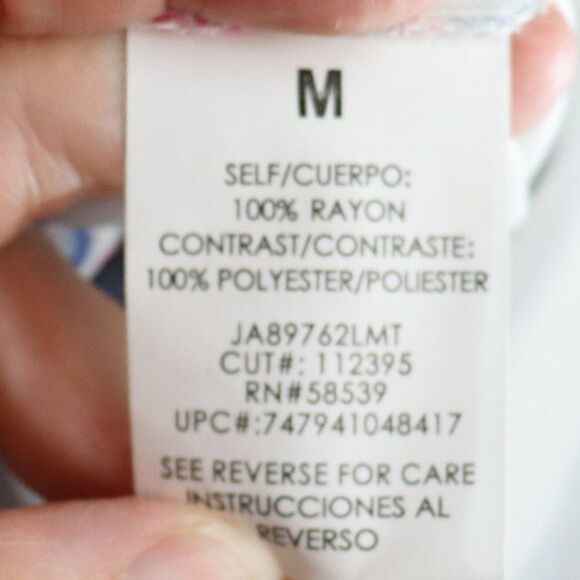 M
SELF/CUERPO:
100% RAYON
CONTRAST/CONTRASTE:
100% POLYESTER/POLIESTER
JA89762LMT
CUT#: 112395
RN#58539
UPC#:747941048417
SEE REVERSE FOR CARE
INSTRUCCIONES AL
REVERSO